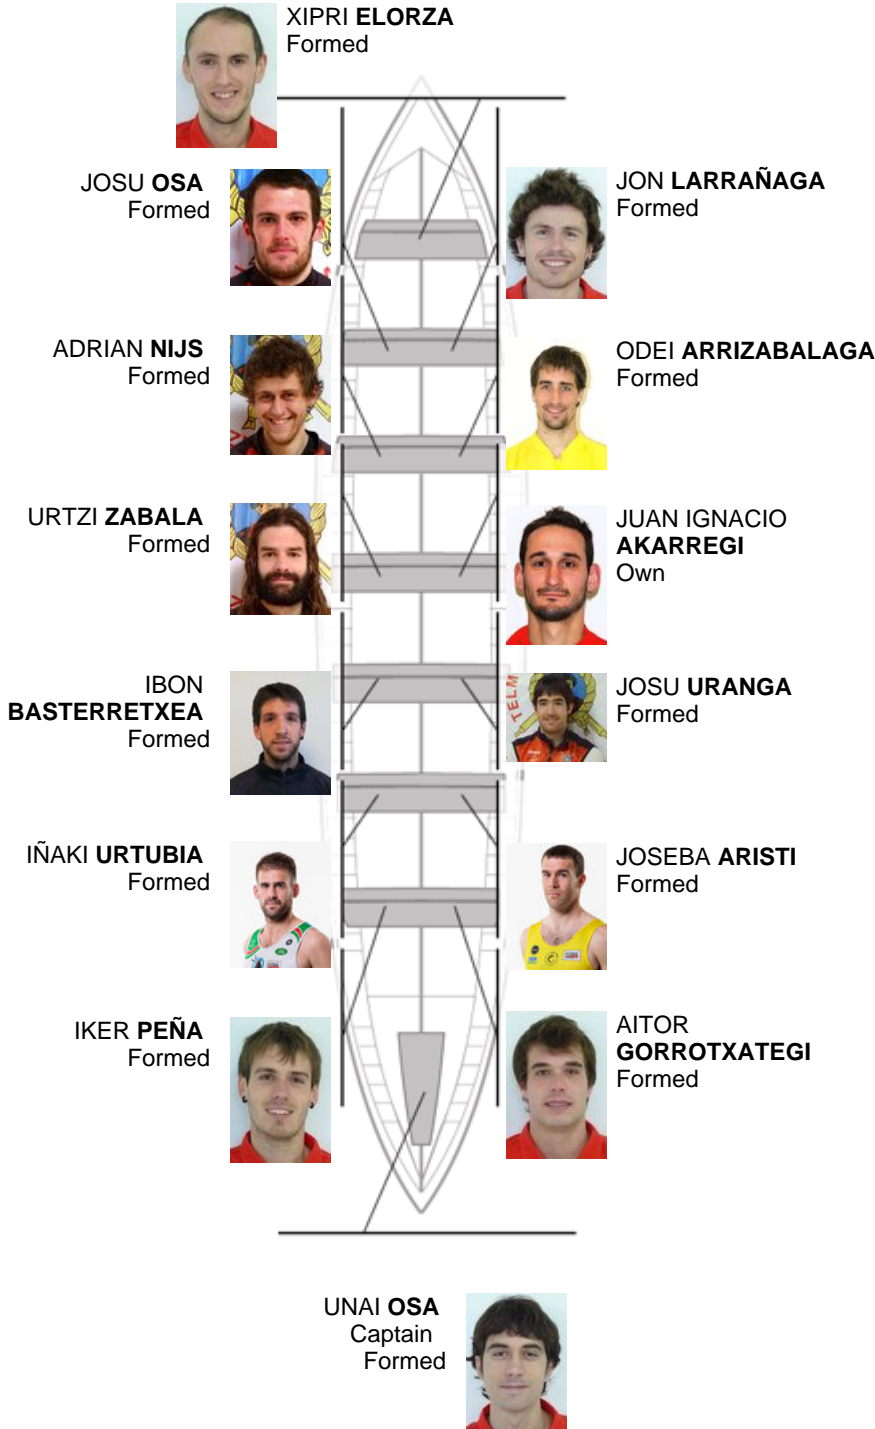 XIPRI ELORZA
Formed
JOSU OSA
Formed
JON LARRAÑAGA
Formed
ADRIAN NIJS
Formed
ODEI ARRIZABALAGA
Formed
URTZI ZABALA
Formed
JUAN IGNACIO
AKARREGI
Own
IBON
BASTERRETXEA
Formed
JOSU URANGA
Formed
TELM
IÑAKI URTUBIA
Formed
JOSEBA ARISTI
Formed
IKER PEÑA
Formed
AITOR
GORROTXATEGI
Formed
UNAI OSA
Captain
Formed